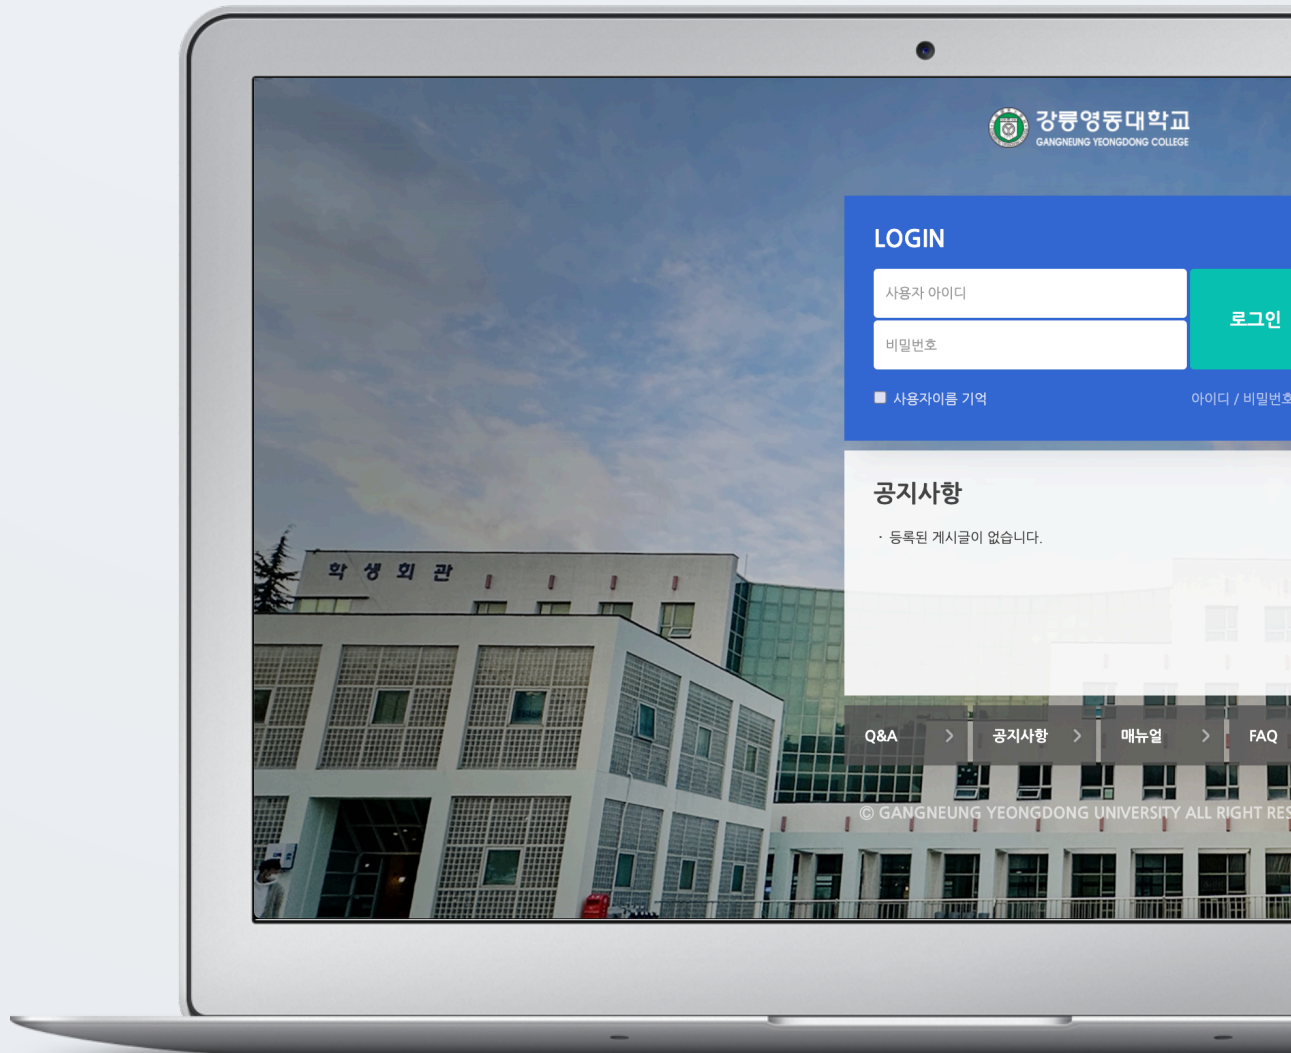 강릉영동대학교
GANGNEUNG YEONGDONG COLLEGE
LOGIN
사용자 아이디
비밀번호
로그인
사용자이름 기억
아이디 / 비밀번호
공지사항
· 등록된 게시글이 없습니다.
학생회관
Q&A
공지사항
매뉴얼
FAQ
© GANGNEUNG YEONGDONG UNIVERSITY ALL RIGHT RES